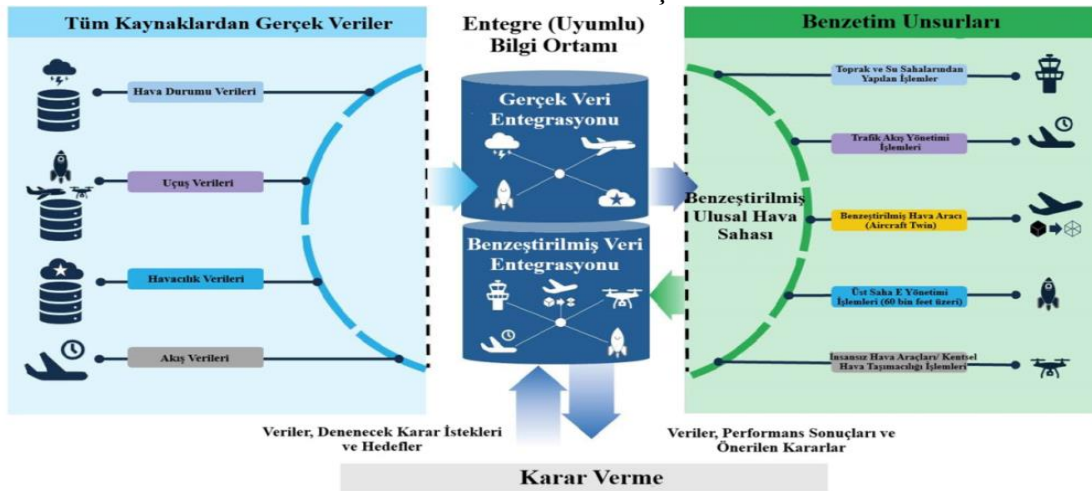 Tüm Kaynaklardan Gerçek Veriler
Hava Durumu Verileri
Uçuş Verileri
Havacılık Verileri
Akış Verileri
Entegre (Uyumlu)
Bilgi Ortamı
Gerçek Veri
Entegrasyonu
Benzeştirilmiş Veri
Entegrasyonu
Benzetim Unsurları
Benzeştirilmiş
Ulusal Hava
Sahası
Toprak ve Su Sahalarından
Yapılan İşlemler
Trafik Akış Yönetimi
İşlemleri
Benzeştirilmiş Hava Aracı
(Aircraft Twin)
Üst Saha E Yönetimi
İşlemleri (60 bin feet üzeri)
İnsansız Hava Araçları/ Kentsel
Hava Taşımacılığı İşlemleri
Veriler, Denenecek Karar İstekleri
ve Hedefler
Veriler, Performans Sonuçları ve
Önerilen Kararlar
Karar Verme